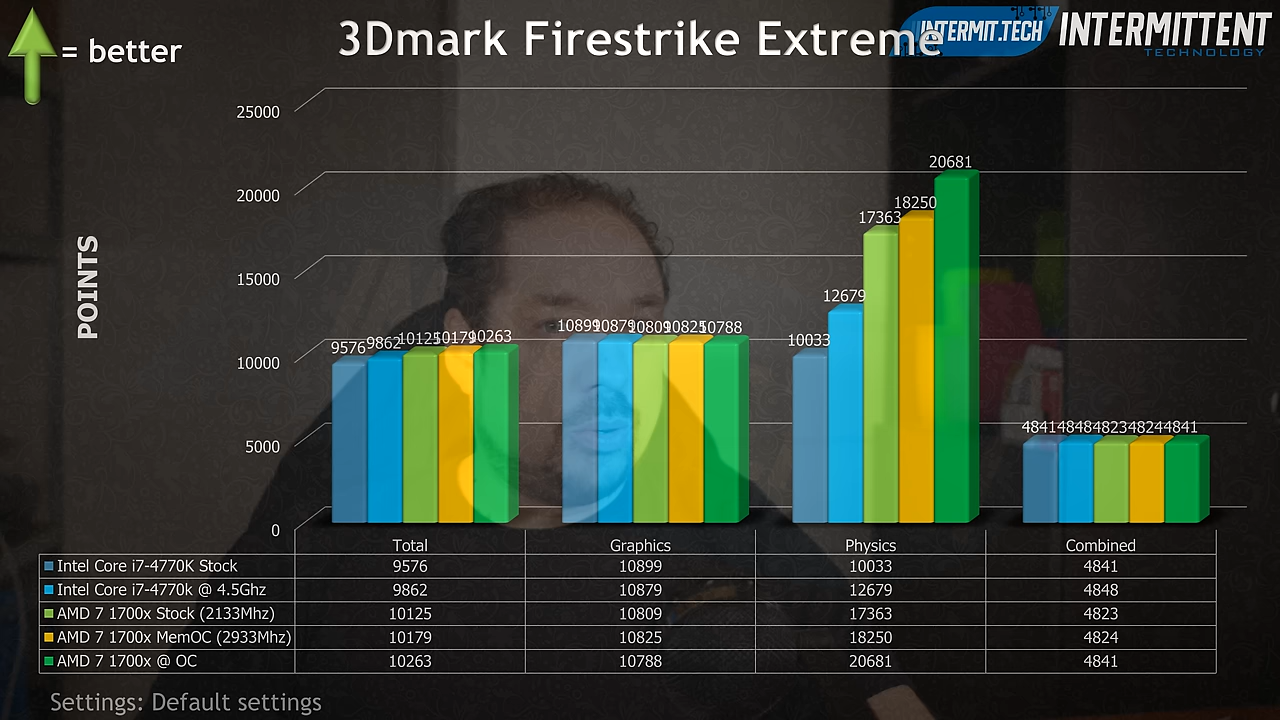 3Dmark Firestrike Extreme
= better
INTERMIT.TECH
INTERMITTENT
TECHNOLOGY
POINTS
25000
20000
15000
10000
5000
0
9576 9862 10125 10179 10263
10899 10879 10809 10825 10788
10033 12679 17363 18250 20681
4841 4848 4823 4824 4841
Total Graphics Physics Combined
Intel Core i7-4770K Stock 9576 10899 10033 4841
Intel Core i7-4770k @ 4.5Ghz 9862 10879 12679 4848
AMD 7 1700x Stock (2133Mhz) 10125 10809 17363 4823
AMD 7 1700x MemOC (2933Mhz) 10179 10825 18250 4824
AMD 7 1700x @ OC 10263 10788 20681 4841
Settings: Default settings